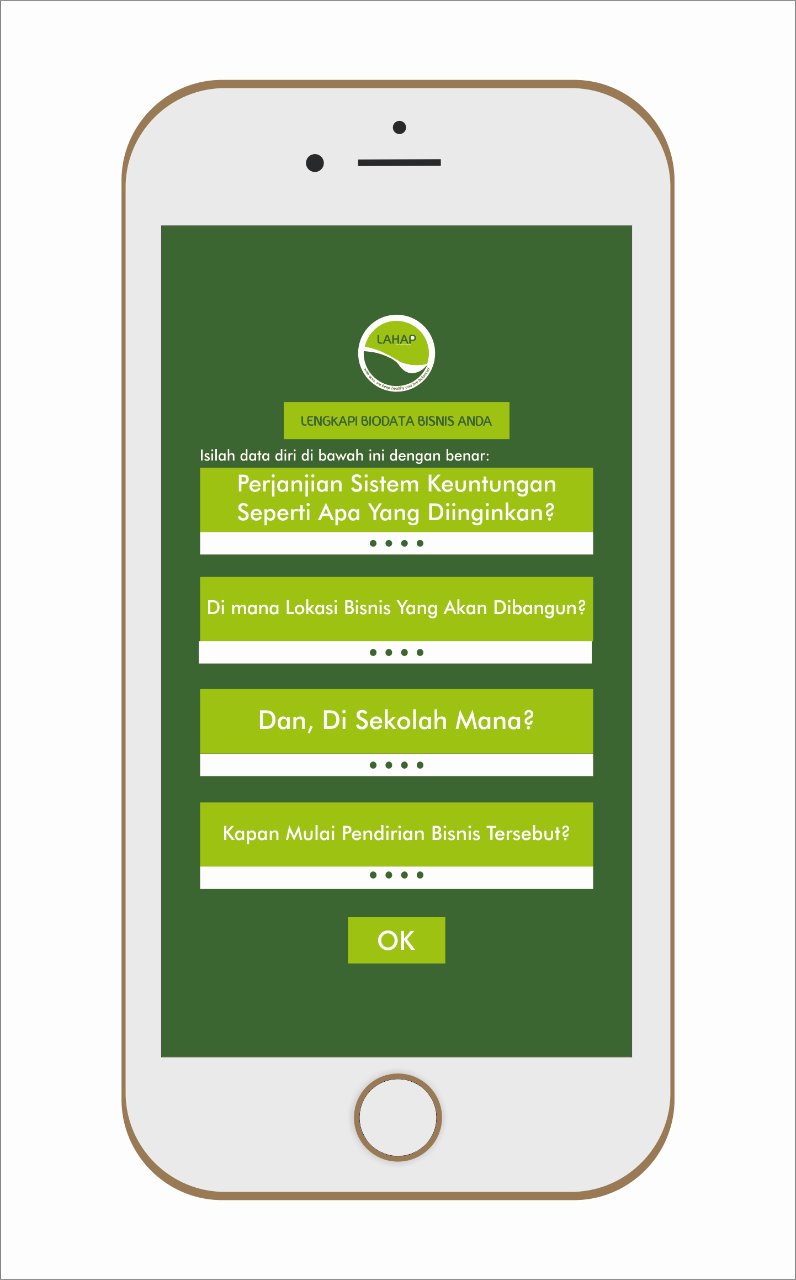 LAHAP
LENGKAPI BIODATA BISNIS ANDA
Isilah data diri di bawah ini dengan benar:
Perjanjian Sistem Keuntungan
Seperti Apa Yang Diinginkan?
Di mana Lokasi Bisnis Yang Akan Dibangun?
Dan, Di Sekolah Mana?
Kapan Mulai Pendirian Bisnis Tersebut?
OK